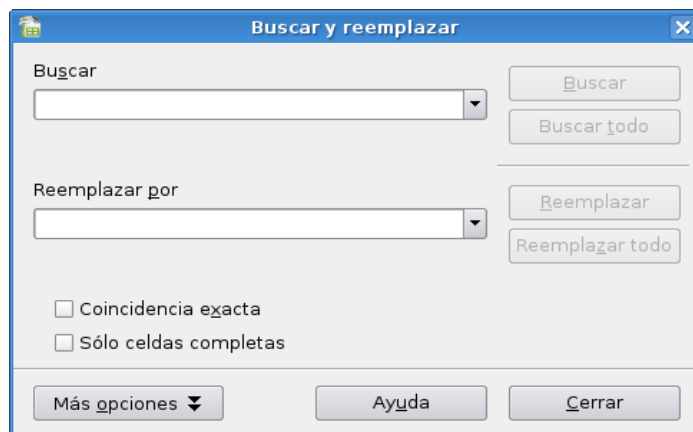 Buscar y reemplazar
Buscar
Buscar
Buscar todo
Reemplazar por
Reemplazar
Reemplazar todo
Coincidencia exacta
Sólo celdas completas
Más opciones
Ayuda
Cerrar